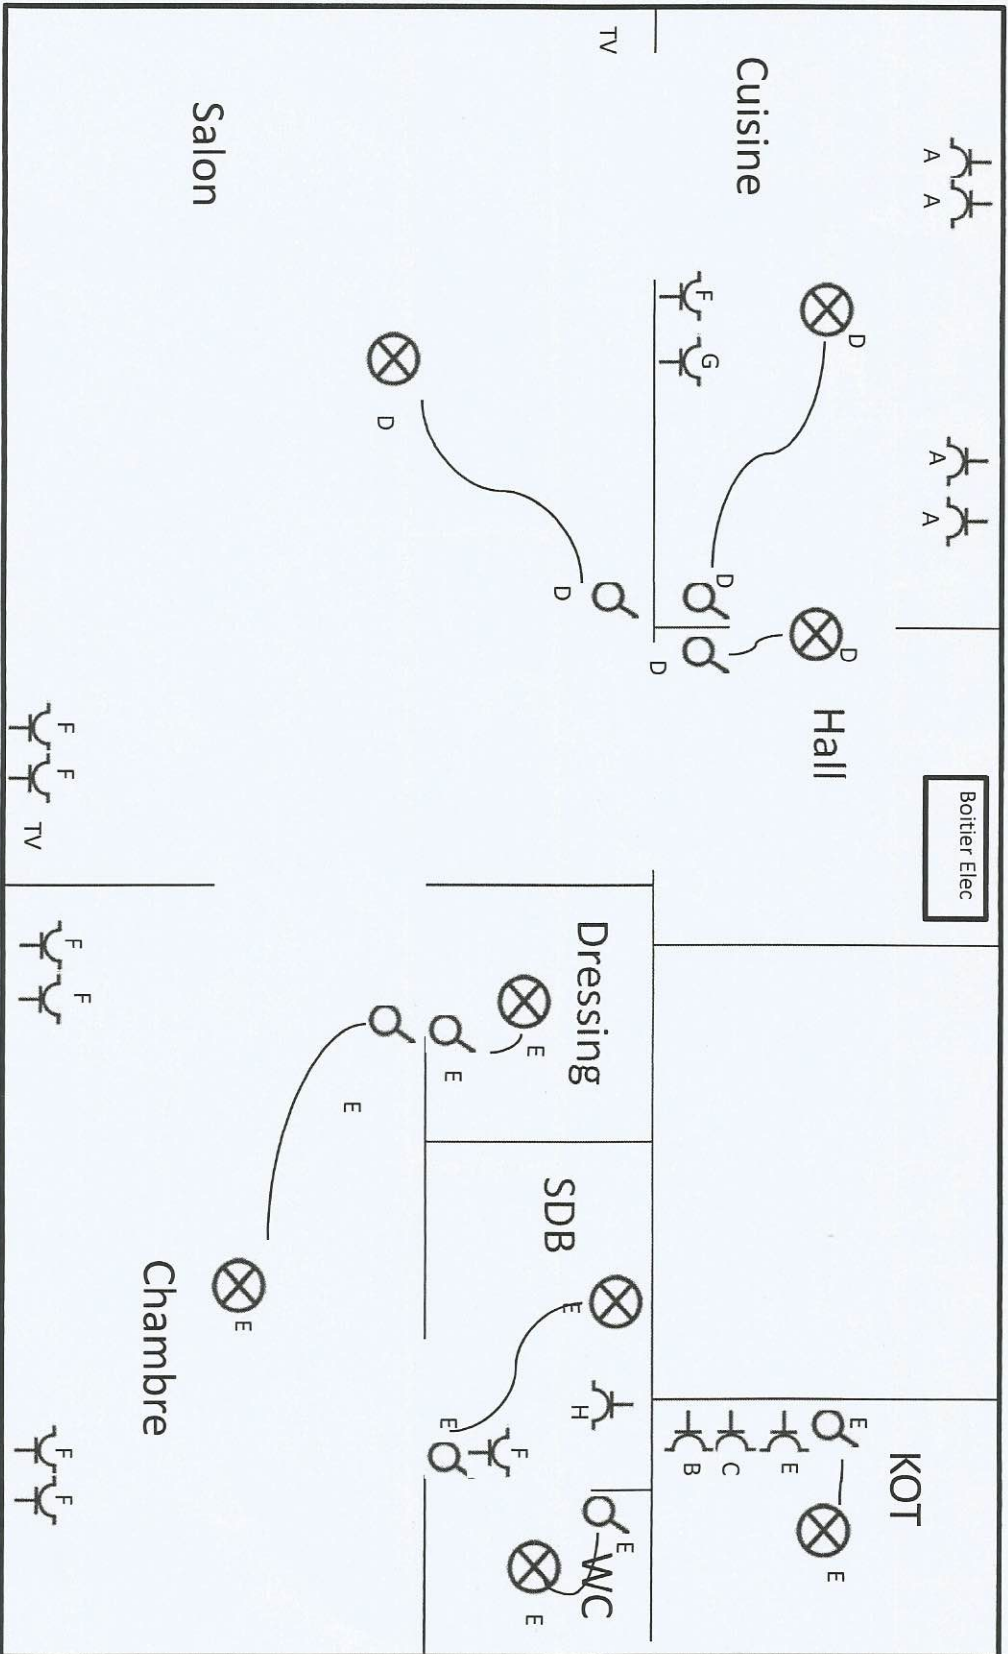 Boitier Elec
A A A A
KOT
D D E
Hall
E
E
Cuisine
F G D C
B
D
TV
E
WC
Dressing
H
E
D
SDB
E
E
F
E
E
D
E
E
Salon
Chambre
F F F F F F
TV